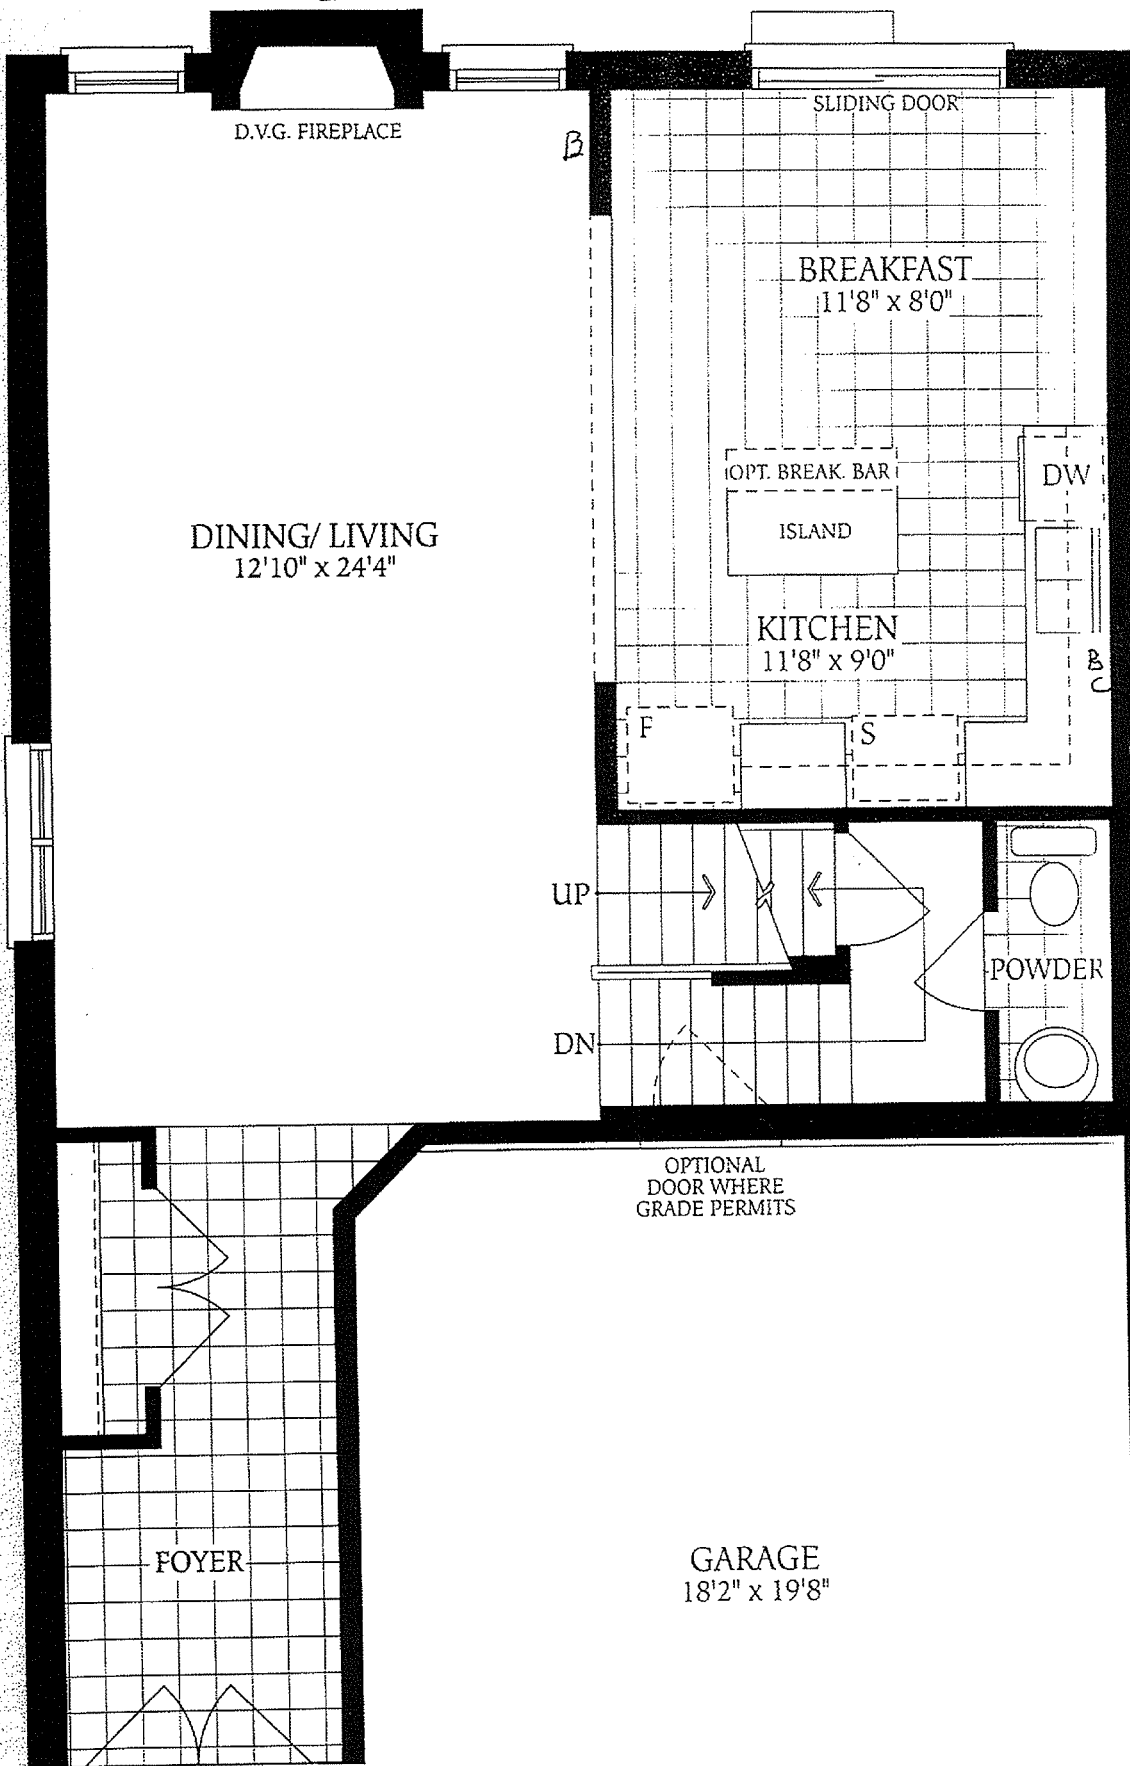 D.V.G. FIREPLACE
B
SLIDING DOOR
BREAKFAST
11'8" x 8'0"
OPT. BREAK. BAR
DW
ISLAND
DINING/ LIVING
12'10" x 24'4"
KITCHEN
11'8" x 9'0"
B
C
F
S
UP
POWDER
DN
OPTIONAL
DOOR WHERE
GRADE PERMITS
FOYER
GARAGE
18'2" x 19'8"